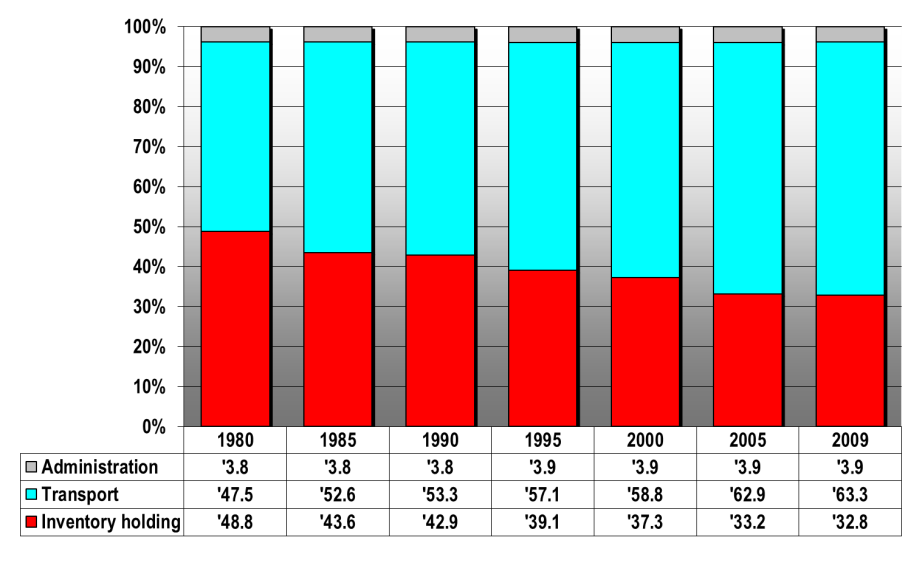 100%
90%
80%
70%
60%
50%
40%
30%
20%
10%
0%
1980 1985 1990 1995 2000 2005 2009
Administration '3.8 '3.8 '3.8 '3.9 '3.9 '3.9 '3.9
Transport '47.5 '52.6 '53.3 '57.1 '58.8 '62.9 '63.3
Inventory holding '48.8 '43.6 '42.9 '39.1 '37.3 '33.2 '32.8